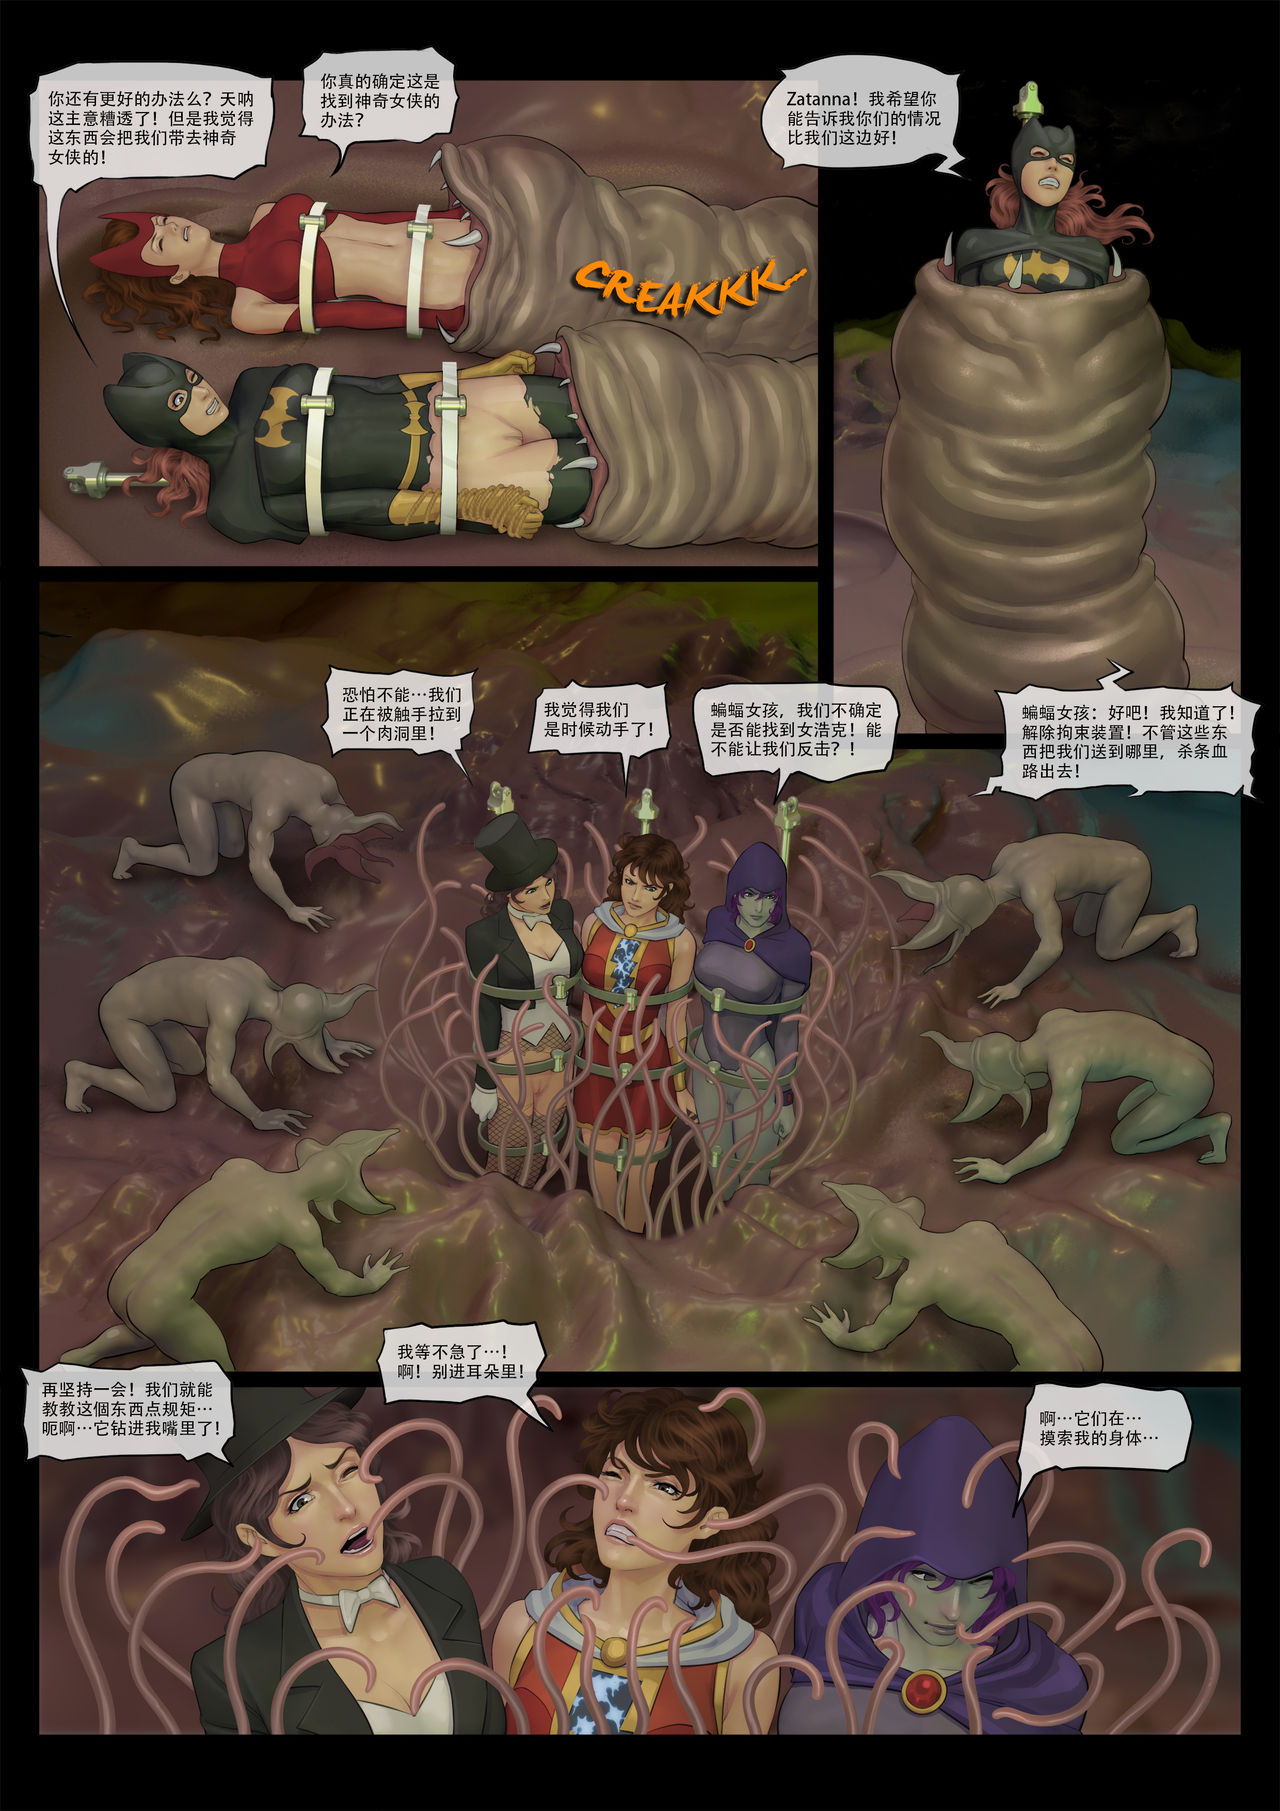 你真的确定这是
找到神奇女侠的
办法？
你还有更好的办法么？天呐
这主意糟透了！但是我觉得
这东西会把我们带去神奇
女侠的！
CREAKKK..
Zatanna！我希望你
能告诉我你们的情况
比我们这边好！
恐怕不能…我们
正在被触手拉到
一个肉洞里！
我觉得我们
是时候动手了！
蝙蝠女孩，我们不确定
是否能找到女浩克！能
不能让我们反击？！
蝙蝠女孩：好吧！我知道了！
解除拘束装置！不管这些东
西把我们送到哪里，杀条血
路出去！
再坚持一会！我们就能
教教这個东西点规矩…
呃啊…它钻进我嘴里了！
我等不急了…！
啊！别进耳朵里！
啊…它们在…
摸索我的身体…